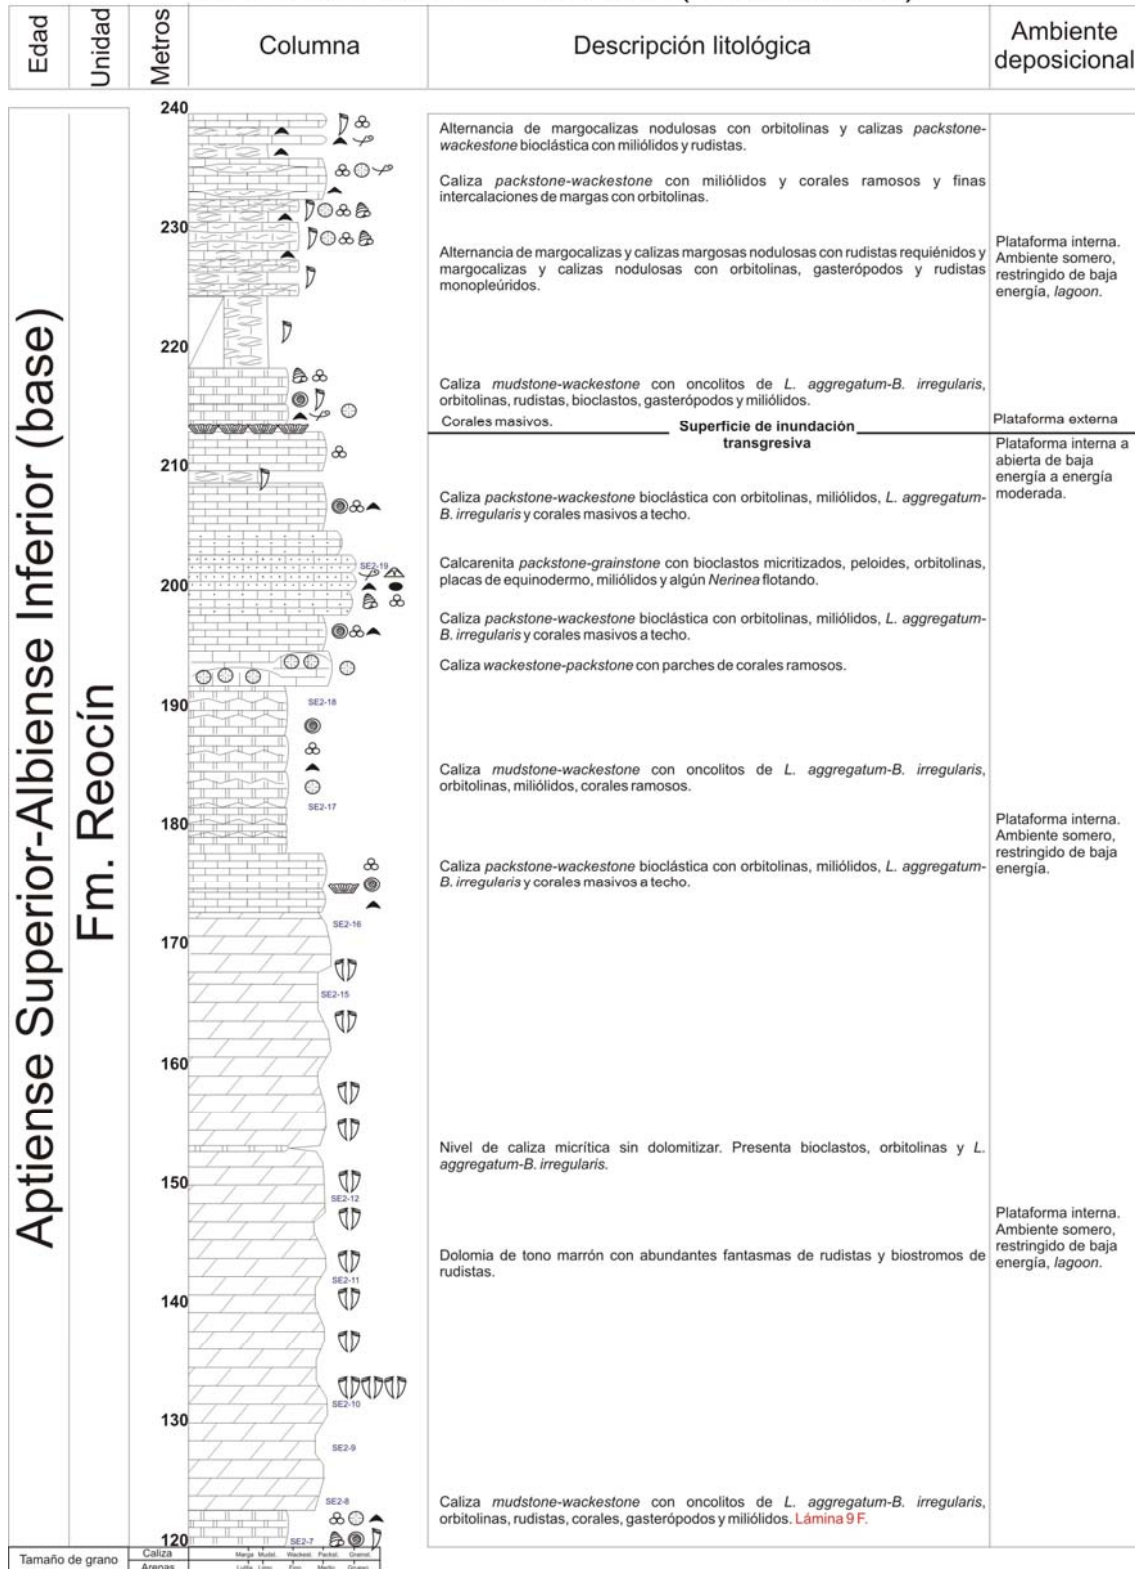 Edad
Unidad
Metros
Columna
Descripción litológica
Ambiente
deposicional
Aptiense Superior-Albiense Inferior (base)
Fm. Reocín
240
230
220
210
200
190
180
170
160
150
140
130
120
SE2-19
SE2-18
SE2-17
SE2-16
SE2-15
SE2-12
SE2-11
SE2-10
SE2-9
SE2-8
SE2-7
Alternancia de margocalizas nodulosas con orbitolinas y calizas packstone-
wackestone bioclástica con miliólidos y rudistas.
Caliza packstone-wackestone con miliólidos y corales ramosos y finas
intercalaciones de margas con orbitolinas.
Alternancia de margocalizas y calizas margosas nodulosas con rudistas requiénidos y
margocalizas y calizas nodulosas con orbitolinas, gasterópodos y rudistas
monopleúridos.
Caliza mudstone-wackestone con oncolitos de L. aggregatum-B. irregularis,
orbitolinas, rudistas, bioclastos, gasterópodos y miliólidos.
Corales masivos.
Superficie de inundación
transgresiva
Caliza packstone-wackestone bioclástica con orbitolinas, miliólidos, L. aggregatum-
B. irregularis y corales masivos a techo.
Calcarenita packstone-grainstone con bioclastos micritizados, peloides, orbitolinas,
placas de equinodermo, miliólidos y algún Nerinea flotando.
Caliza packstone-wackestone bioclástica con orbitolinas, miliólidos, L. aggregatum-
B. irregularis y corales masivos a techo.
Caliza wackestone-packstone con parches de corales ramosos.
Caliza mudstone-wackestone con oncolitos de L. aggregatum-B. irregularis,
orbitolinas, miliólidos, corales ramosos.
Caliza packstone-wackestone bioclástica con orbitolinas, miliólidos, L. aggregatum-
B. irregularis y corales masivos a techo.
Nivel de caliza micrítica sin dolomitizar. Presenta bioclastos, orbitolinas y L.
aggregatum-B. irregularis.
Dolomia de tono marrón con abundantes fantasmas de rudistas y biostromos de
rudistas.
Caliza mudstone-wackestone con oncolitos de L. aggregatum-B. irregularis,
orbitolinas, rudistas, corales, gasterópodos y miliólidos. Lámina 9 F.
Plataforma interna.
Ambiente somero,
restringido de baja
energía, lagoon.
Plataforma externa
Plataforma interna a
abierta de baja
energía a energía
moderada.
Plataforma interna.
Ambiente somero,
restringido de baja
energía.
Plataforma interna.
Ambiente somero,
restringido de baja
energía, lagoon.
Tamaño de grano
Caliza
Marga Mudst. Wackest. Packst. Grainst.
Arenas